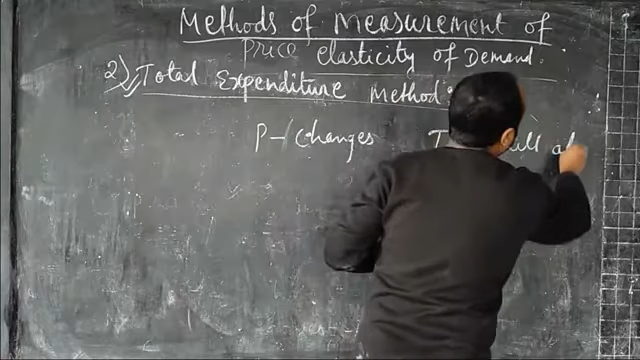 Methods of Measurement of
Price Elasticity of Demand.
2) Total Expenditure Method
P - Changes